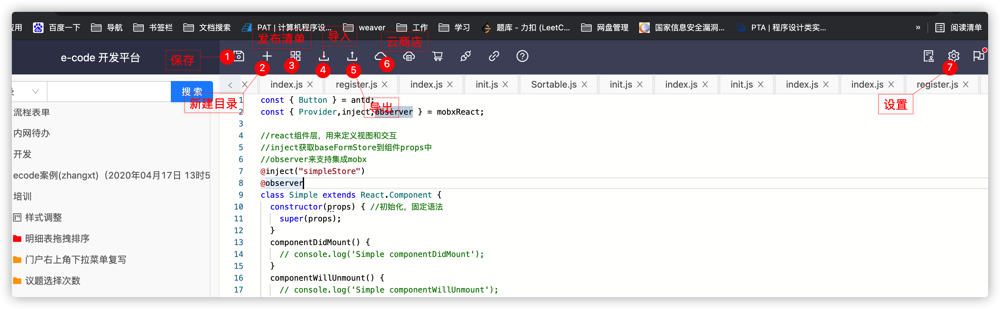 应用 百度一下 导航 书签栏 文档搜索 PAT | 计算机程序设... weaver 工作 学习 题库 - 力扣 (LeetC... 网盘管理 国家信息安全漏洞... PTA | 程序设计类实... » 阅读清单
发布清单 导入 云商店
e-code 开发平台 保存 1 2 3 4 5 6 7
< X index.js X register.js X index.js X init.js X Sortable.js X init.js X index.js X init.js X index.js X index.js X register.js X
搜 索
新建目录 导出 设置
流程表单
内网待办
开发
ecode案例(zhangxt)（2020年04月17日 13时5
培训
样式调整
明细表拖拽排序
门户右上角下拉菜单复写
议题选择次数
1 const { Button } = antd;
2 const { Provider,inject,observer } = mobxReact;
3
4 //react组件层，用来定义视图和交互
5 //inject获取baseFormStore到组件props中
6 //observer来支持集成mobx
7 @inject("simpleStore")
8 @observer
9 class Simple extends React.Component {
10 constructor(props) { //初始化，固定语法
11 super(props);
12 }
13 componentDidMount() {
14 // console.log('Simple componentDidMount');
15 }
16 componentWillUnmount() {
17 // console.log('Simple componentWillUnmount');